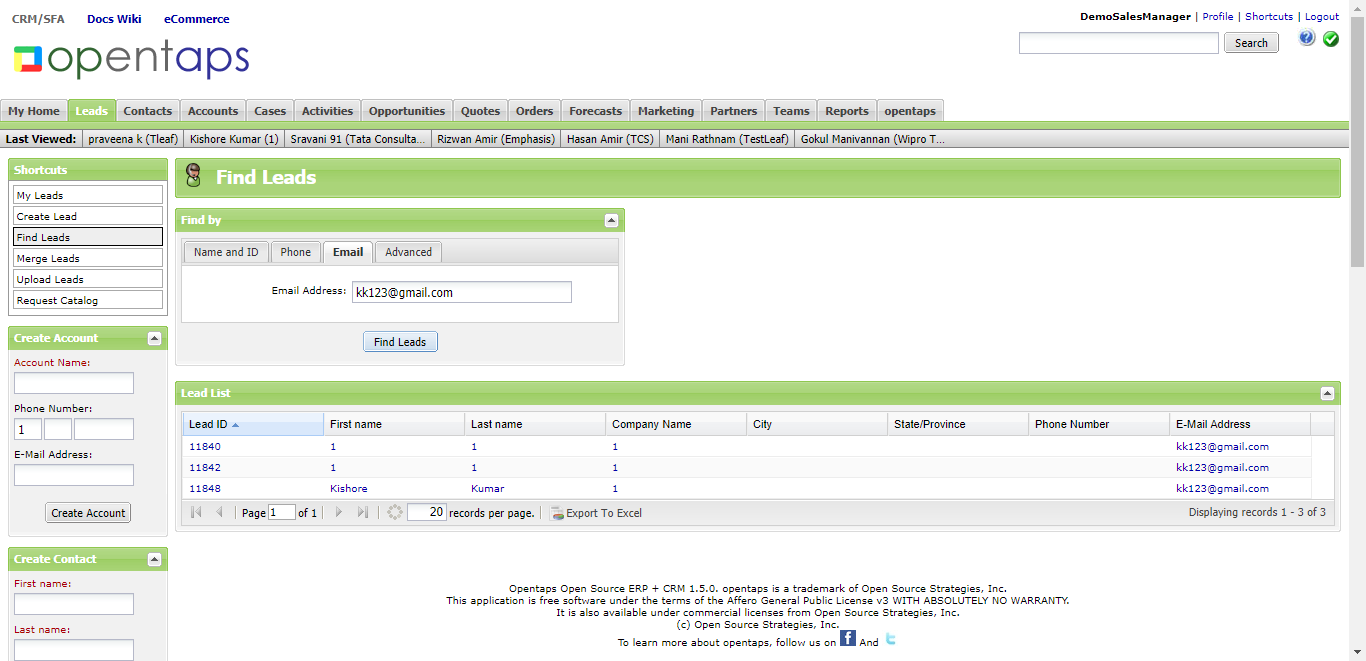 CRM/SFA Docs Wiki eCommerce
DemoSalesManager | Profile | Shortcuts | Logout
opentaps
Search
My Home Leads Contacts Accounts Cases Activities Opportunities Quotes Orders Forecasts Marketing Partners Teams Reports opentaps
Last Viewed: praveena k (Tleaf) Kishore Kumar (1) Sravani 91 (Tata Consulta... Rizwan Amir (Emphasis) Hasan Amir (TCS) Mani Rathnam (TestLeaf) Gokul Manivannan (Wipro T...
Shortcuts
My Leads
Create Lead
Find Leads
Merge Leads
Upload Leads
Request Catalog
Create Account
Account Name:
Phone Number:
1
E-Mail Address:
Create Account
Create Contact
First name:
Last name:
Find Leads
Find by
Name and ID Phone Email Advanced
Email Address: kk123@gmail.com
Find Leads
Lead List
Lead ID First name Last name Company Name City State/Province Phone Number E-Mail Address
11840 1 1 1 kk123@gmail.com
11842 1 1 1 kk123@gmail.com
11848 Kishore Kumar 1 kk123@gmail.com
Page 1 of 1 20 records per page. Export To Excel Displaying records 1 - 3 of 3
Opentaps Open Source ERP + CRM 1.5.0. opentaps is a trademark of Open Source Strategies, Inc.
This application is free software under the terms of the Affero General Public License v3 WITH ABSOLUTELY NO WARRANTY.
It is also available under commercial licenses from Open Source Strategies, Inc.
(c) Open Source Strategies, Inc.
To learn more about opentaps, follow us on f And t